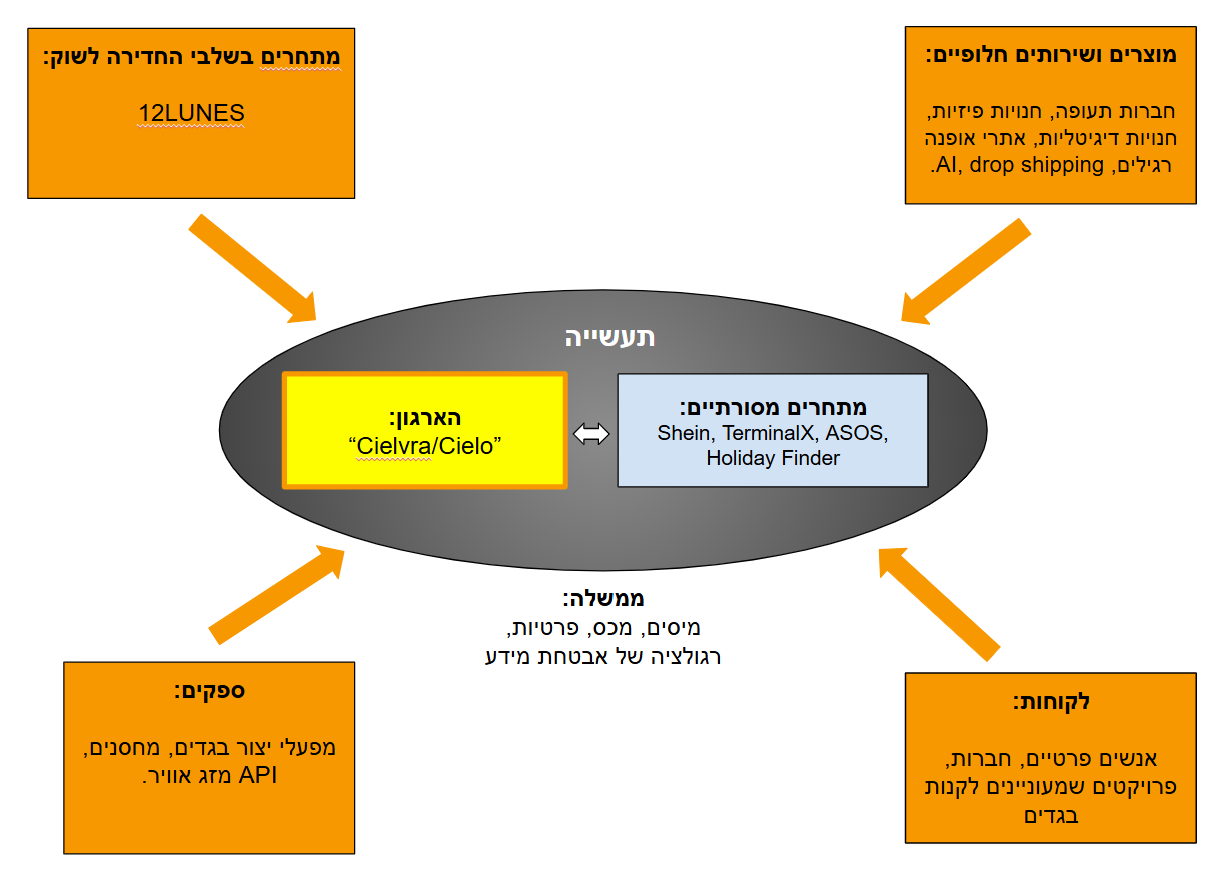 מתחרים בשלבי החדירה לשוק:
12LUNES
מוצרים ושירותים חלופיים:
חברות תעופה, חנויות פיזיות,
חנויות דיגיטליות, אתרי אופנה
רגילים, AI, drop shipping.
תעשייה
הארגון:
“Cielvra/Cielo”
מתחרים מסורתיים:
Shein, TerminalX, ASOS,
Holiday Finder
ממשלה:
מיסים, מכס, פרטיות,
רגולציה של אבטחת מידע
ספקים:
מפעלי יצור בגדים, מחסנים,
API מזג אוויר.
לקוחות:
אנשים פרטיים, חברות,
פרויקטים שמעוניינים לקנות
בגדים